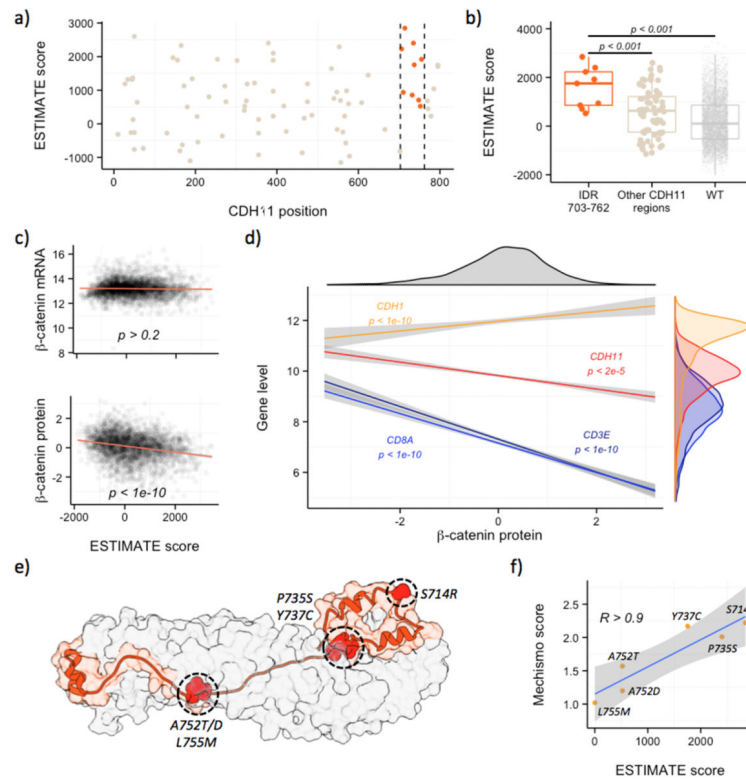 a)
3000
2000
1000
0
-1000
ESTIMATE score
0
200
400
600
800
CDH11 position
b)
p < 0.001
p < 0.001
4000
2000
0
-2000
ESTIMATE score
IDR
703-762
Other CDH11
regions
WT
c)
16
14
12
10
8
β-catenin mRNA
p > 0.2
2
0
-2
β-catenin protein
p < 1e-10
-2000
0
2000
ESTIMATE score
d)
12
10
8
6
Gene level
CDH1
p < 1e-10
CDH11
p < 2e-5
CD8A
p < 1e-10
CD3E
p < 1e-10
-2
0
2
β-catenin protein
e)
P735S
Y737C
S714R
A752T/D
L755M
f)
2.5
2.0
1.5
1.0
Mechismo score
R > 0.9
Y737C
S714
P735S
A752T
A752D
L755M
0
1000
2000
ESTIMATE score